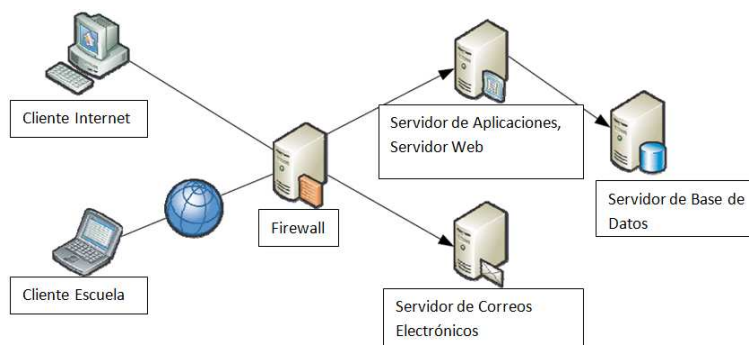 Cliente Internet
Servidor de Aplicaciones,
Servidor Web
Servidor de Base de
Datos
Firewall
Cliente Escuela
Servidor de Correos
Electrónicos